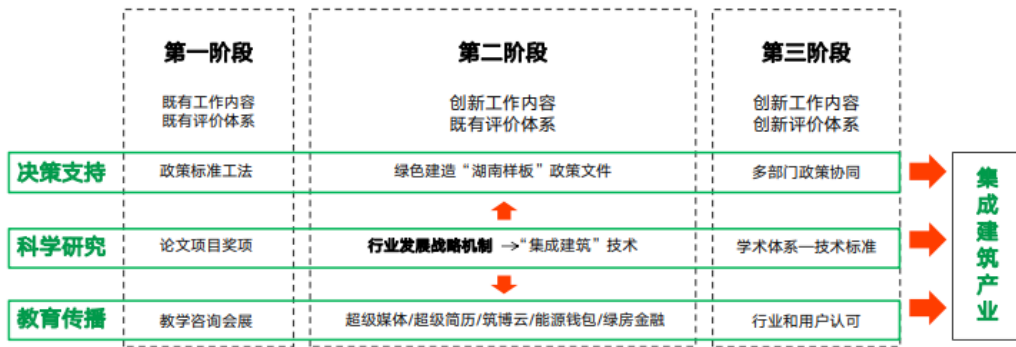 第一阶段
第二阶段
第三阶段
既有工作内容
既有评价体系
创新工作内容
既有评价体系
创新工作内容
创新评价体系
决策支持
政策标准工法
绿色建造“湖南样板”政策文件
多部门政策协同
科学研究
论文项目奖项
行业发展战略机制 →“集成建筑”技术
学术体系—技术标准
教育传播
教学咨询会展
超级媒体/超级简历/筑博云/能源钱包/绿房金融
行业和用户认可
集成建筑产业